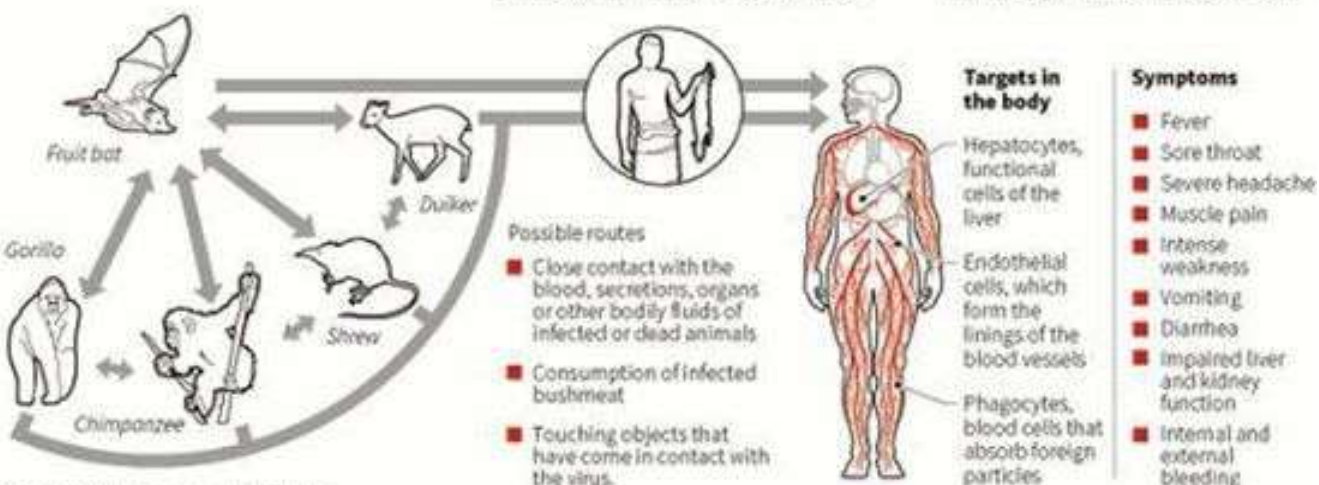 Fruit bat
Duiker
Gorilla
Shrew
Chimpanzee
Possible routes
Close contact with the
blood, secretions, organs
or other bodily fluids of
infected or dead animals
Consumption of infected
bushmeat
Touching objects that
have come in contact with
the virus.
Targets in
the body
Hepatocytes,
functional
cells of the
liver
Endothelial
cells, which
form the
linings of the
blood vessels
Phagocytes,
blood cells that
absorb foreign
particles
Symptoms
Fever
Sore throat
Severe headache
Muscle pain
Intense
weakness
Vomiting
Diarrhea
Impaired liver
and kidney
function
Internal and
external
bleeding